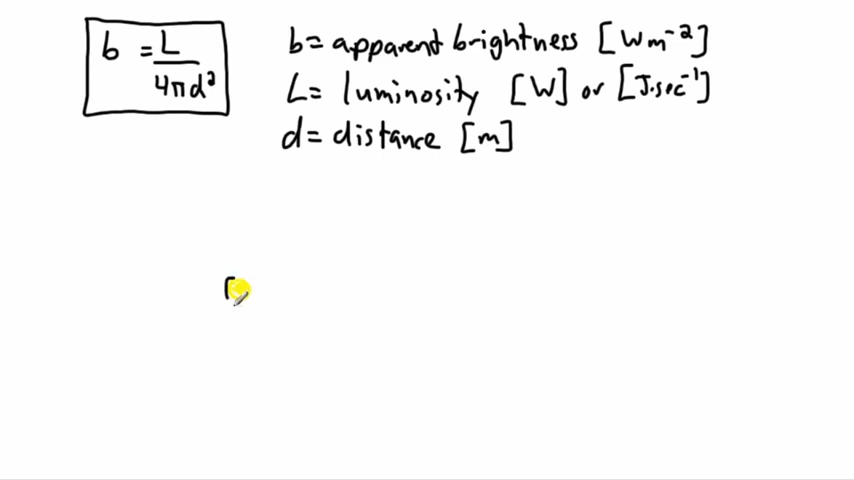 b = L / 4πd²
b = apparent brightness [Wm⁻²]
L = luminosity [W] or [J·sec⁻¹]
d = distance [m]